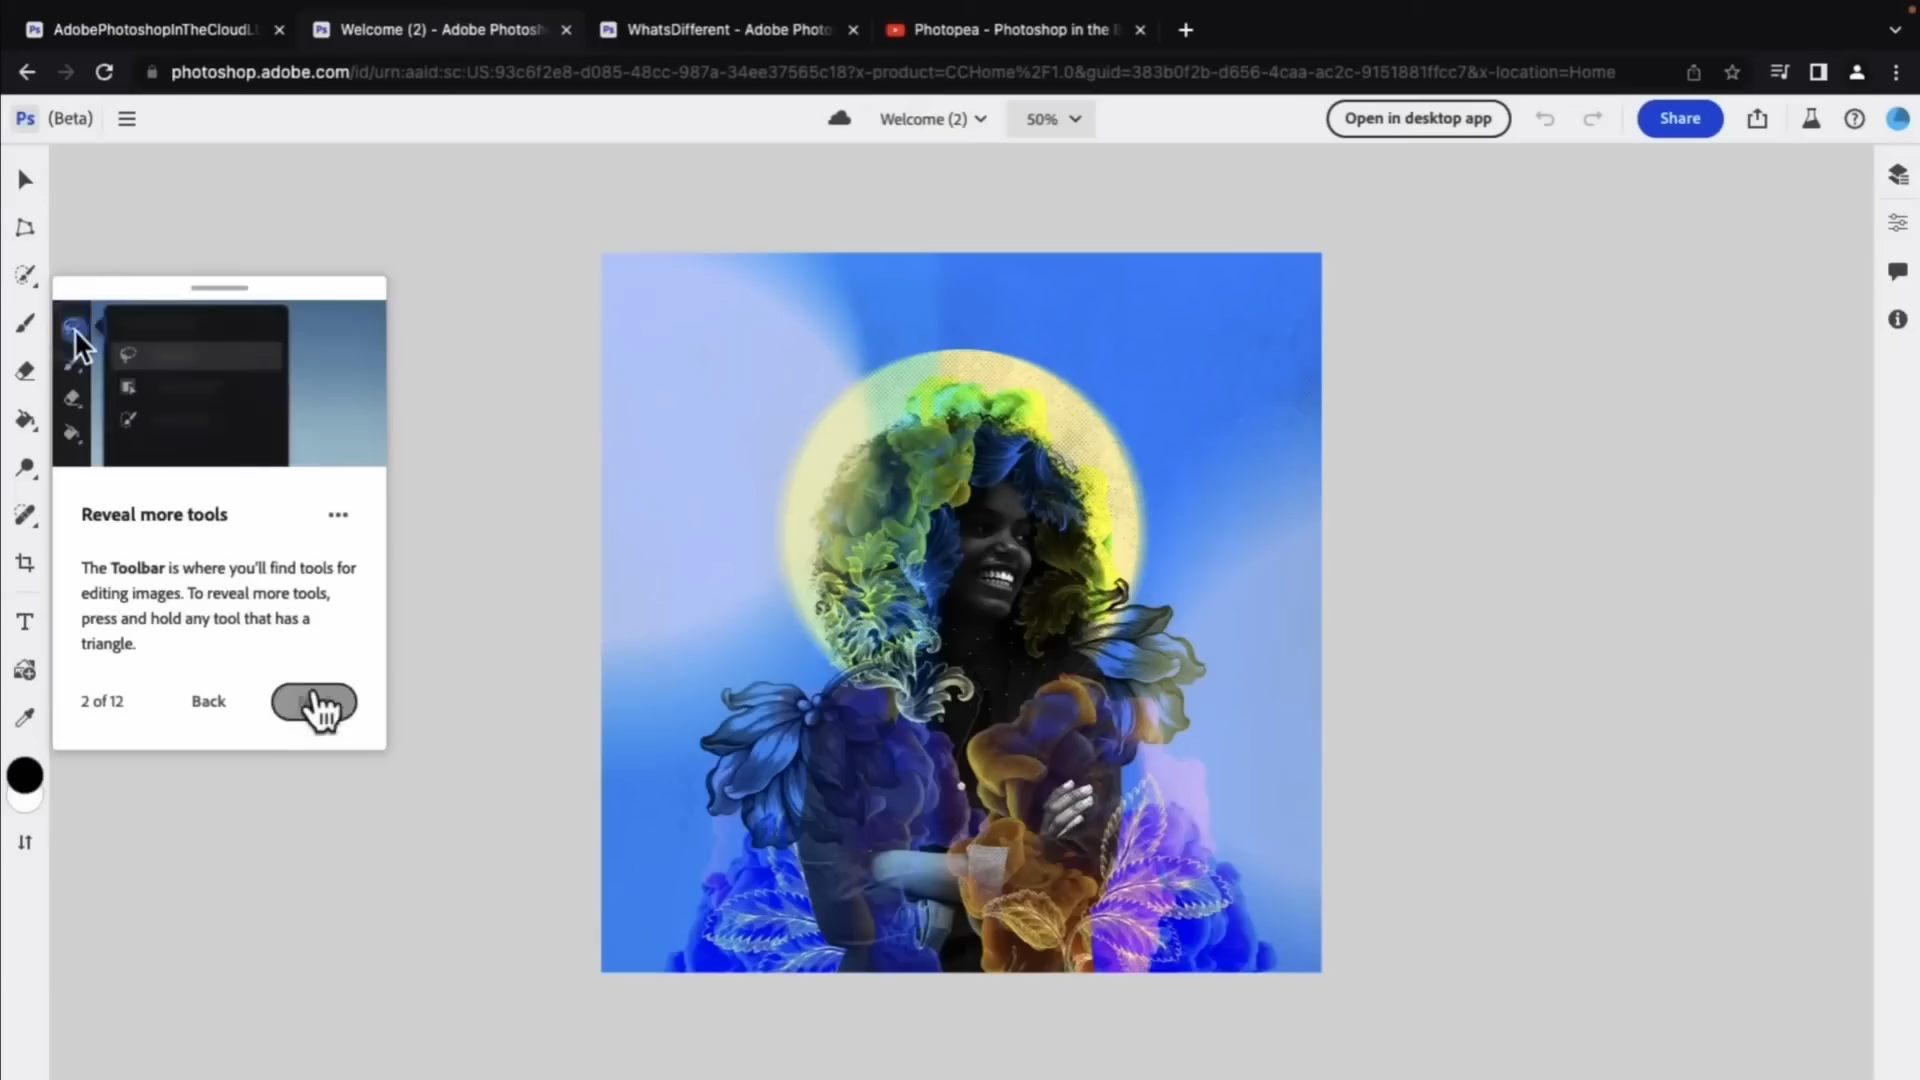 AdobePhotoshopInTheCloudL
Welcome (2) - Adobe Photosh
WhatsDifferent - Adobe Photo
Photopea - Photoshop in the B
photoshop.adobe.com/id/urn:aaid:sc:US:93c6f2e8-d085-48cc-987a-34ee37565c18?x-product=CCHome%2F1.0&guid=383b0f2b-d656-4caa-ac2c-9151881ffcc7&x-location=Home
Ps (Beta)
Welcome (2)
50%
Open in desktop app
Share
Reveal more tools
The Toolbar is where you'll find tools for
editing images. To reveal more tools,
press and hold any tool that has a
triangle.
2 of 12
Back